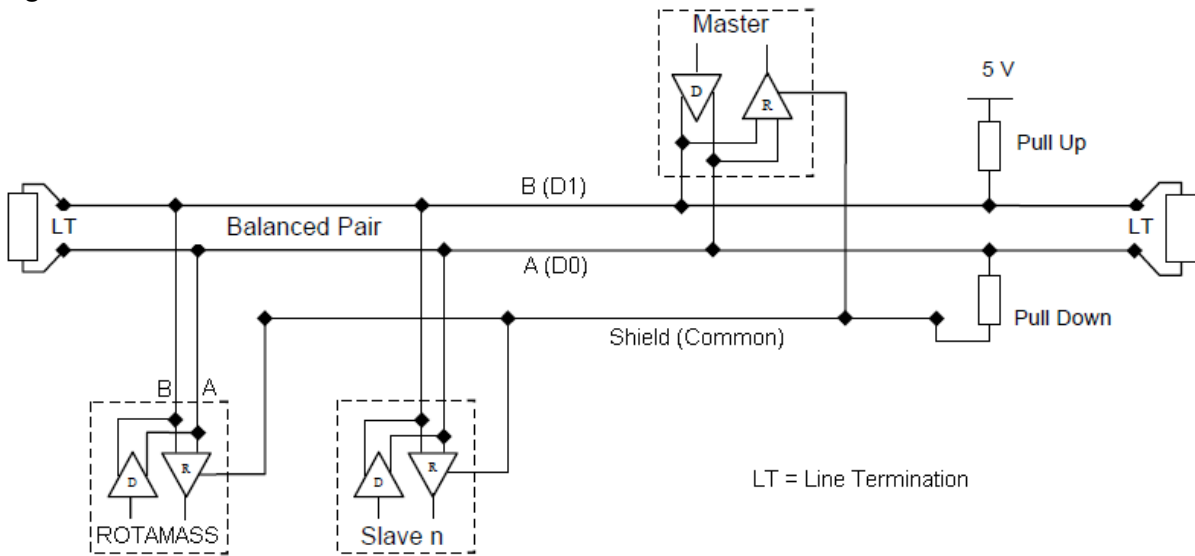 Master
D
R
5 V
Pull Up
B (D1)
LT
Balanced Pair
LT
A (D0)
Shield (Common)
Pull Down
B A
D
R
D
R
LT = Line Termination
ROTAMASS
Slave n